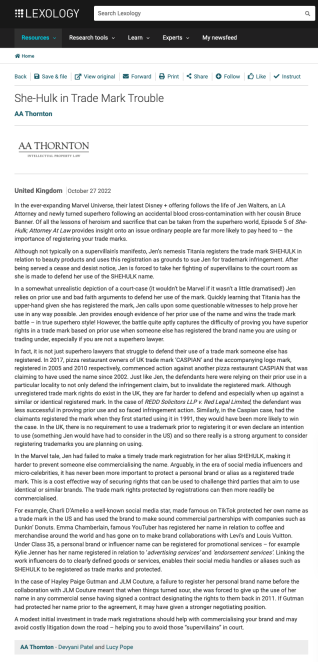 LEXOLOGY
Search Lexology
Resources
Research tools
Learn
Experts
My newsfeed
Home
Back
Save & file
View original
Forward
Print
Share
Follow
Like
Instruct
She-Hulk in Trade Mark Trouble
AA Thornton
AA THORNTON
INTELLECTUAL PROPERTY LAW
United Kingdom | October 27 2022
In the ever-expanding Marvel Universe, their latest Disney + offering follows the life of Jen Walters, an LA
Attorney and newly turned superhero following an accidental blood cross-contamination with her cousin Bruce
Banner. Of all the lessons of heroism and sacrifice that can be taken from the superhero world, Episode 5 of She-
Hulk, Attorney At Law provides insight onto an issue ordinary people are far more likely to pay heed to – the
importance of registering your trade marks.
Although not typically on a supervillain's manifesto, Jen's nemesis Titania registers the trade mark SHEHULK in
relation to beauty products and uses this registration as grounds to sue Jen for trademark infringement. After
being served a cease and desist notice, Jen is forced to take her fighting of supervillains to the court room as
she is made to defend her use of the SHEHULK name.
In a somewhat unrealistic depiction of a court-case (it wouldn't be Marvel if it wasn't a little dramatised) Jen
relies on prior use and bad faith arguments to defend her use of the mark. Quickly learning that Titania has the
upper-hand given she has registered the mark, Jen calls upon some questionable witnesses to help prove her
use in any way possible. Jen provides enough evidence of her prior use of the name and wins the trade mark
battle – in true superhero style! However, the battle quite aptly captures the difficulty of proving you have superior
rights in a trade mark based on prior use when someone else has registered the brand name you are using or
trading under, especially if you are not a superhero lawyer.
In fact, it is not just superhero lawyers that struggle to defend their use of a trade mark someone else has
registered. In 2017, pizza restaurant owners of UK trade mark 'CASPIAN' and the accompanying logo mark,
registered in 2005 and 2010 respectively, commenced action against another pizza restaurant CASPIAN that was
claiming to have used the name since 2002. Just like Jen, the defendants here were relying on their prior use in a
particular locality to not only defend the infringement claim, but to invalidate the registered mark. Although
unregistered trade mark rights do exist in the UK, they are far harder to defend and especially when up against a
similar or identical registered mark. In the case of REDD Solicitors LLP v. Red Legal Limited, the defendant was
less successful in proving prior use and so faced infringement action. Similarly, in the Caspian case, had the
claimants registered the mark when they first started using it in 1991, they would have been more likely to win
the case. In the UK, there is no requirement to use a trademark prior to registering it or even declare an intention
to use (something Jen would have had to consider in the US) and so there really is a strong argument to consider
registering trademarks you are planning on using.
In the Marvel tale, Jen had failed to make a timely trade mark registration for her alias SHEHULK, making it
harder to prevent someone else commercialising the name. Arguably, in the era of social media influencers and
micro-celebrities, it has never been more important to protect a personal brand or alias as a registered trade
mark. This is a cost effective way of securing rights that can be used to challenge third parties that aim to use
identical or similar brands. The trade mark rights protected by registrations can then more readily be
commercialised.
For example, Charli D'Amelio a well-known social media star, made famous on TikTok protected her own name as
a trade mark in the US and has used the brand to make sound commercial partnerships with companies such as
Dunkin' Donuts. Emma Chamberlain, famous YouTuber has registered her name in relation to coffee and
merchandise around the world and has gone on to make brand collaborations with Levi's and Louis Vuitton.
Under Class 35, a personal brand or influencer name can be registered for promotional services – for example
Kylie Jenner has her name registered in relation to 'advertising services' and 'endorsement services'. Linking the
work influencers do to clearly defined goods or services, enables their social media handles or aliases such as
SHEHULK to be registered as trade marks and protected.
In the case of Hayley Paige Gutman and JLM Couture, a failure to register her personal brand name before the
collaboration with JLM Couture meant that when things turned sour, she was forced to give up the use of her
name in any commercial sense having signed a contract designating the rights to them back in 2011. If Gutman
had protected her name prior to the agreement, it may have given a stronger negotiating position.
A modest initial investment in trade mark registrations should help with commercialising your brand and may
avoid costly litigation down the road – helping you to avoid those "supervillains" in court.
AA Thornton - Devyani Patel and Lucy Pope